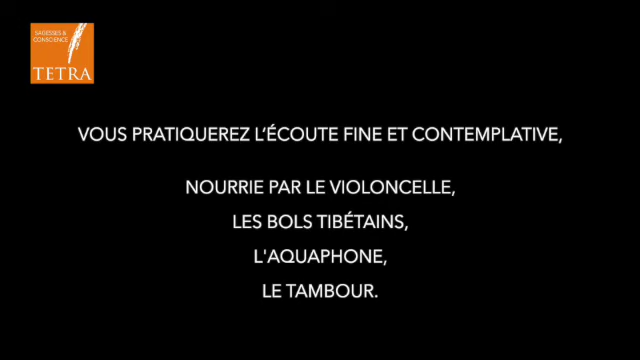 SAGESSES &
CONSCIENCE
TETRA
VOUS PRATIQUEREZ L'ÉCOUTE FINE ET CONTEMPLATIVE,
NOURRIE PAR LE VIOLONCELLE,
LES BOLS TIBÉTAINS,
L'AQUAPHONE,
LE TAMBOUR.